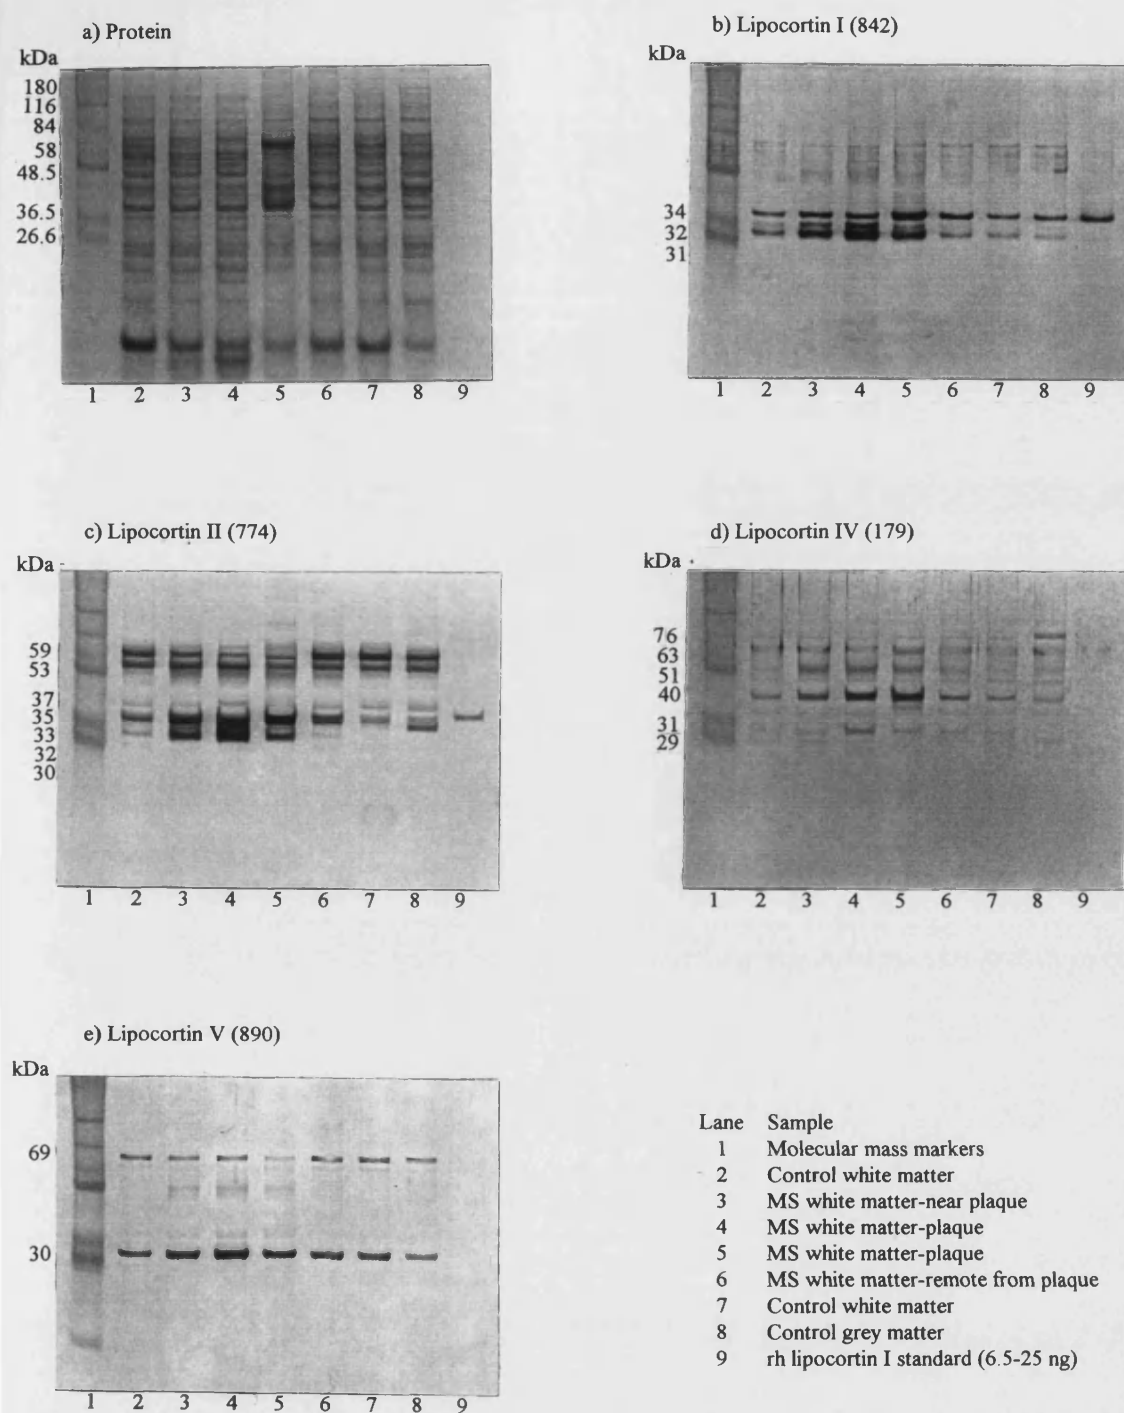 a) Protein
kDa
180
116
84
58
48.5
36.5
26.6
1 2 3 4 5 6 7 8 9
b) Lipocortin I (842)
kDa
34
32
31
1 2 3 4 5 6 7 8 9
c) Lipocortin II (774)
kDa
59
53
37
35
33
32
30
1 2 3 4 5 6 7 8 9
d) Lipocortin IV (179)
kDa
76
63
51
40
31
29
1 2 3 4 5 6 7 8 9
e) Lipocortin V (890)
kDa
69
30
1 2 3 4 5 6 7 8 9
Lane Sample
1 Molecular mass markers
2 Control white matter
3 MS white matter-near plaque
4 MS white matter-plaque
5 MS white matter-plaque
6 MS white matter-remote from plaque
7 Control white matter
8 Control grey matter
9 rh lipocortin I standard (6.5-25 ng)